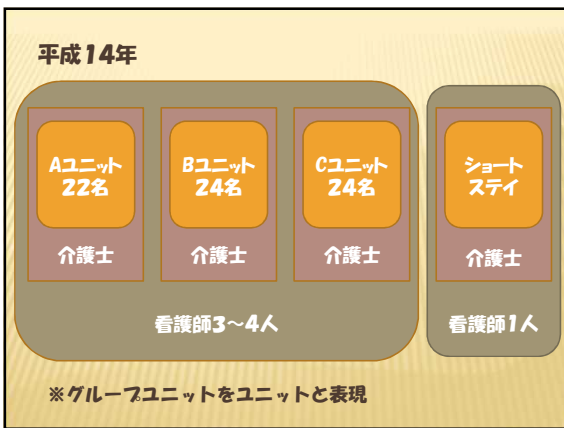 平成14年
Aユニット
22名
介護士
Bユニット
24名
介護士
Cユニット
24名
介護士
看護師3～4人
ショート
ステイ
介護士
看護師1人
※グループユニットをユニットと表現